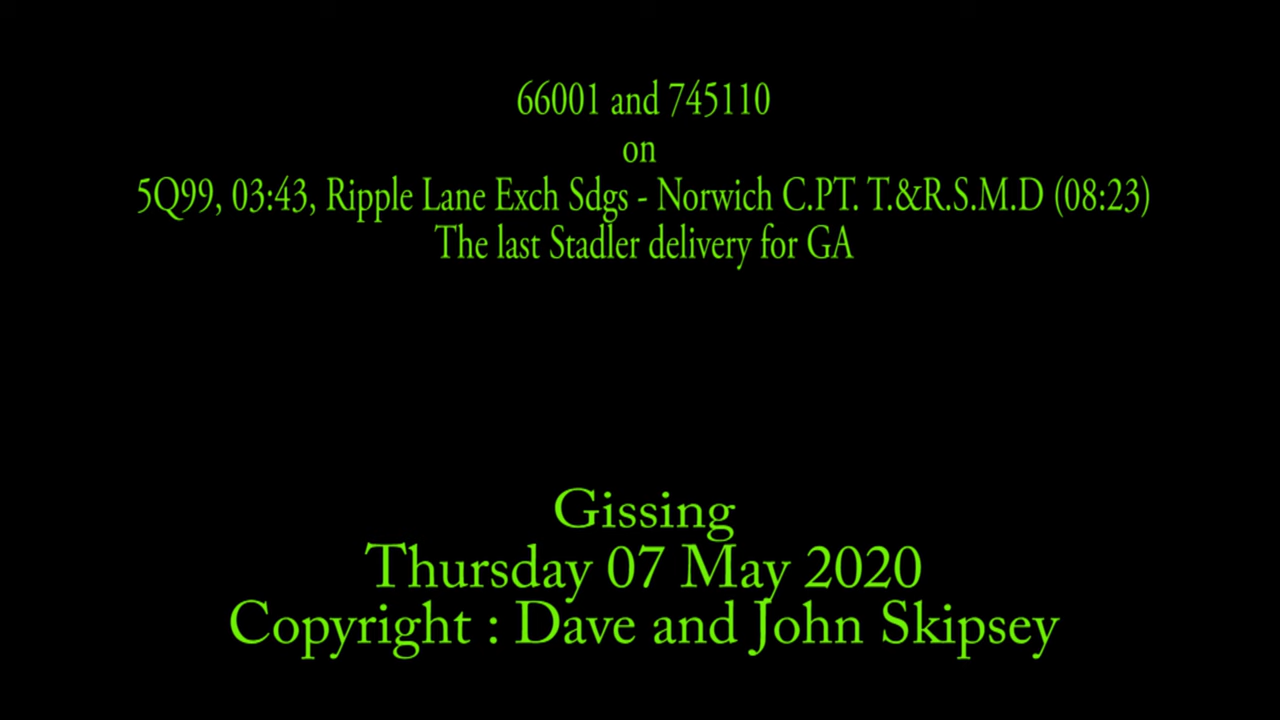 66001 and 745110
on
5Q99, 03:43, Ripple Lane Exch Sdgs - Norwich C.PT. T.&R.S.M.D (08:23)
The last Stadler delivery for GA
Gissing
Thursday 07 May 2020
Copyright : Dave and John Skipsey